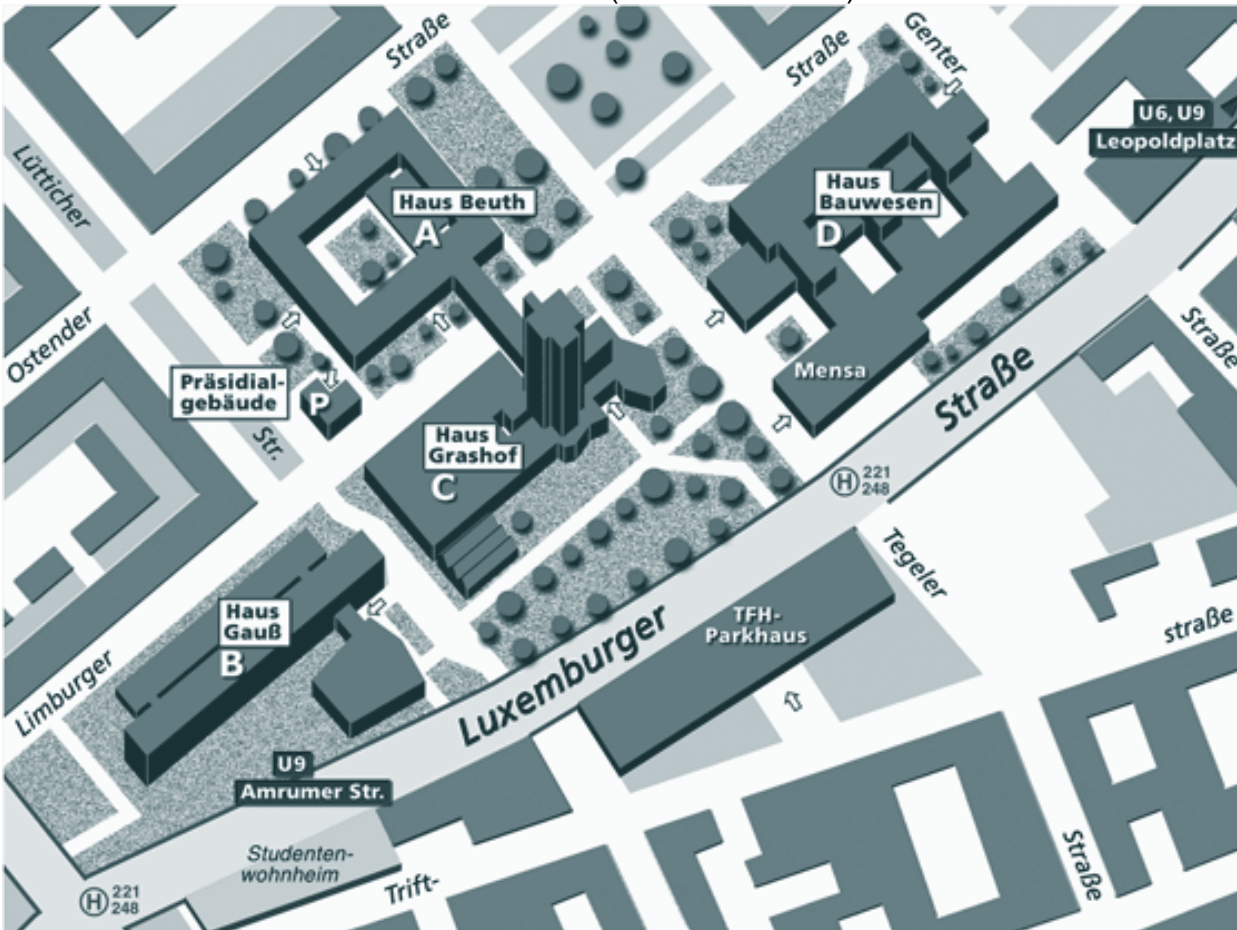 Straße
Straße
Genter
U6, U9
Leopoldplatz
Lütticher
Haus Beuth
A
Haus
Bauwesen
D
Ostender
Straße
Präsidial-
gebäude
P
Mensa
Straße
Str.
Haus
Grashof
C
H 221
248
Tegeler
Haus
Gauß
B
TFH-
Parkhaus
straße
Limburger
Luxemburger
U9
Amrumer Str.
Studenten-
wohnheim
Trift-
Straße
H 221
248